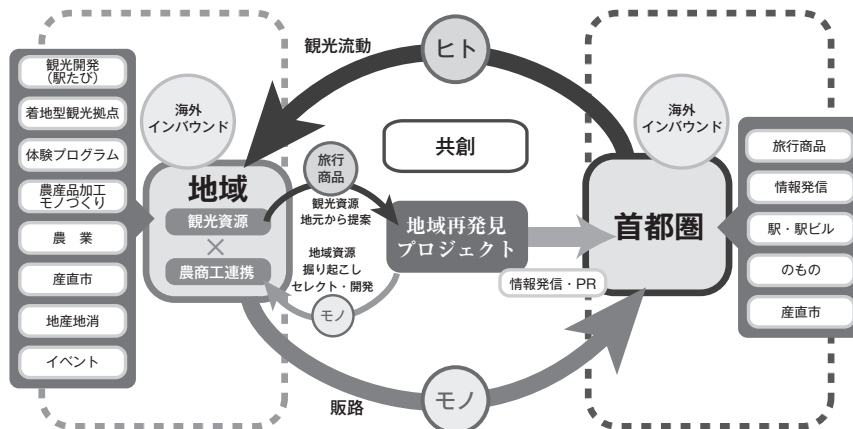 観光開発
（駅たび）
着地型観光拠点
体験プログラム
農産品加工
モノづくり
農　業
産直市
地産地消
イベント
海外
インバウンド
地域
観光資源
×
農商工連携
観光流動
ヒト
共創
旅行
商品
観光資源
地元から提案
地域再発見
プロジェクト
地域資源
掘り起こし
セレクト・開発
モノ
情報発信・PR
販路
モノ
海外
インバウンド
首都圏
旅行商品
情報発信
駅・駅ビル
のもの
産直市